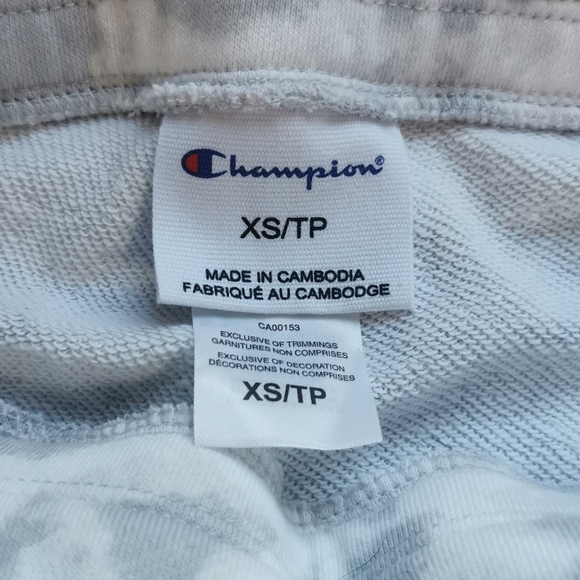 Champion®
XS/TP
MADE IN CAMBODIA
FABRIQUÉ AU CAMBODGE
CA00153
EXCLUSIVE OF TRIMMINGS
GARNITURES NON COMPRISES
EXCLUSIVE OF DECORATION
DÉCORATIONS NON COMPRISES
XS/TP